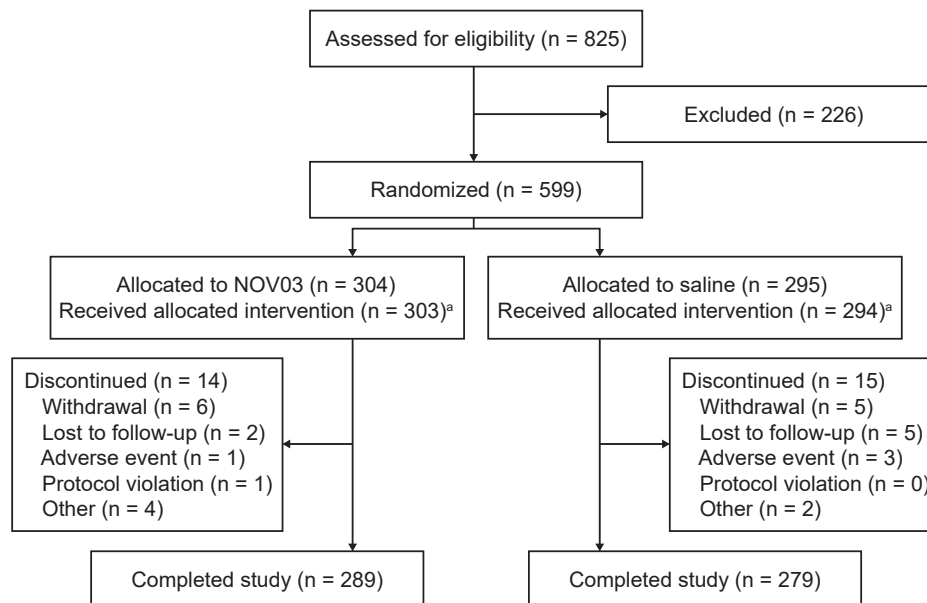 Assessed for eligibility (n = 825)
Excluded (n = 226)
Randomized (n = 599)
Allocated to NOV03 (n = 304)
Received allocated intervention (n = 303)ᵃ
Allocated to saline (n = 295)
Received allocated intervention (n = 294)ᵃ
Discontinued (n = 14)
Withdrawal (n = 6)
Lost to follow-up (n = 2)
Adverse event (n = 1)
Protocol violation (n = 1)
Other (n = 4)
Discontinued (n = 15)
Withdrawal (n = 5)
Lost to follow-up (n = 5)
Adverse event (n = 3)
Protocol violation (n = 0)
Other (n = 2)
Completed study (n = 289)
Completed study (n = 279)